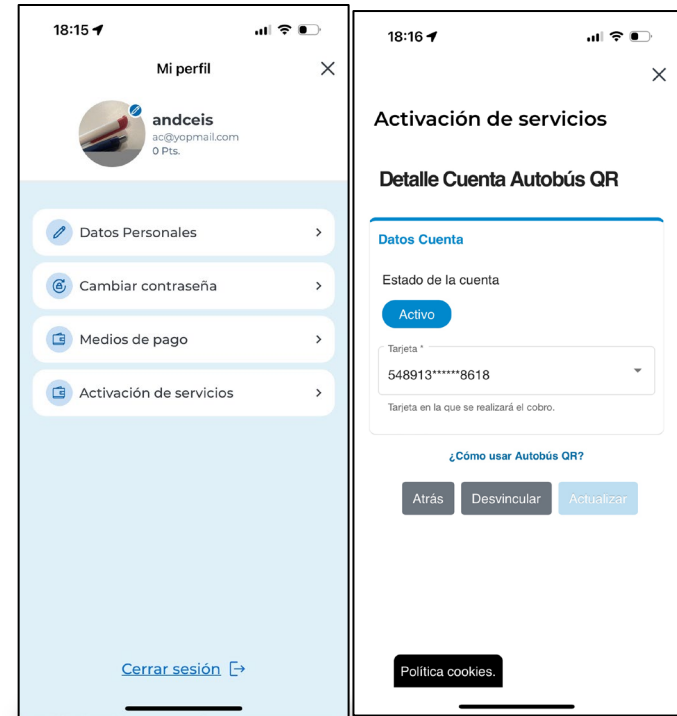 18:15
Mi perfil
andceis
ac@yopmail.com
0 Pts.
Datos Personales
Cambiar contraseña
Medios de pago
Activación de servicios
Cerrar sesión
18:16
Activación de servicios
Detalle Cuenta Autobús QR
Datos Cuenta
Estado de la cuenta
Activo
Tarjeta *
548913******8618
Tarjeta en la que se realizará el cobro.
¿Cómo usar Autobús QR?
Atrás
Desvincular
Actualizar
Política cookies.